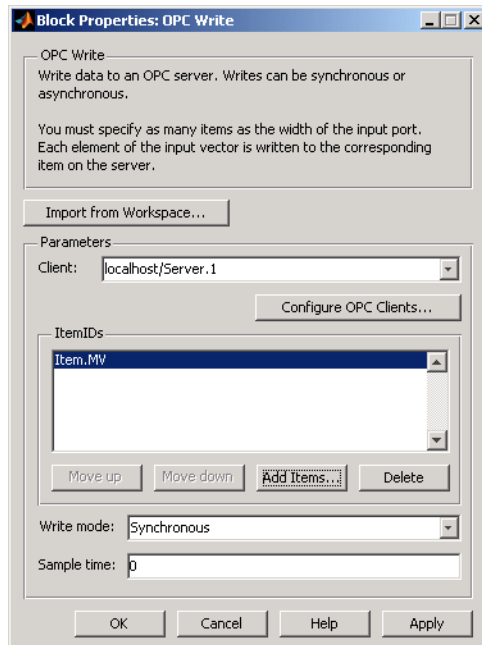 Block Properties: OPC Write
OPC Write
Write data to an OPC server. Writes can be synchronous or
asynchronous.
You must specify as many items as the width of the input port.
Each element of the input vector is written to the corresponding
item on the server.
Import from Workspace...
Parameters
Client: localhost/Server.1
Configure OPC Clients...
ItemIDs
Item.MV
Move up Move down Add Items... Delete
Write mode: Synchronous
Sample time: 0
OK Cancel Help Apply